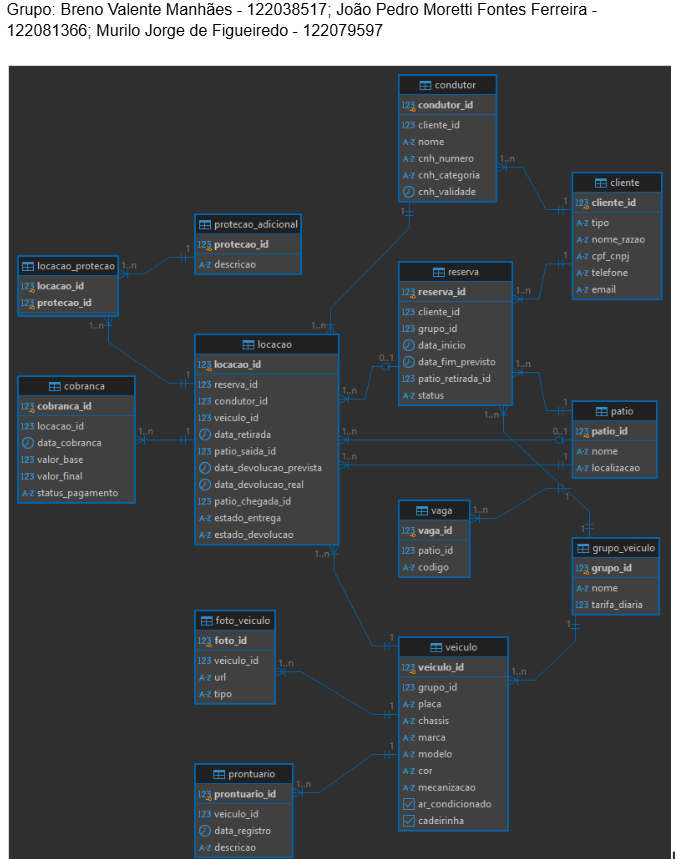 Grupo: Breno Valente Manhães - 122038517; João Pedro Moretti Fontes Ferreira -
122081366; Murilo Jorge de Figueiredo - 122079597
condutor
123 condutor_id
123 cliente_id
A-Z nome
A-Z cnh_numero
A-Z cnh_categoria
cnh_validade
1..n
1
1
cliente
123 cliente_id
A-Z tipo
A-Z nome_razao
A-Z cpf_cnpj
A-Z telefone
A-Z email
1
protecao_adicional
123 protecao_id
A-Z descricao
1
locacao_protecao
123 locacao_id
123 protecao_id
1..n
1..n
reserva
123 reserva_id
123 cliente_id
123 grupo_id
data_inicio
data_fim_previsto
123 patio_retirada_id
A-Z status
1..n
1..n
1..n
0..1
locacao
123 locacao_id
123 reserva_id
123 condutor_id
123 veiculo_id
data_retirada
123 patio_saida_id
data_devolucao_prevista
data_devolucao_real
123 patio_chegada_id
A-Z estado_entrega
A-Z estado_devolucao
1..n
1
1
1..n
1..n
1..n
1..n
cobranca
123 cobranca_id
123 locacao_id
data_cobranca
123 valor_base
123 valor_final
A-Z status_pagamento
1..n
patio
123 patio_id
A-Z nome
A-Z localizacao
1
0..1
1
1
vaga
123 vaga_id
123 patio_id
A-Z codigo
1..n
grupo_veiculo
123 grupo_id
A-Z nome
123 tarifa_diaria
1
1
foto_veiculo
123 foto_id
123 veiculo_id
A-Z url
A-Z tipo
1..n
veiculo
123 veiculo_id
123 grupo_id
A-Z placa
A-Z chassis
A-Z marca
A-Z modelo
A-Z cor
A-Z mecanizacao
ar_condicionado
cadeirinha
1
1..n
1
1
prontuario
123 prontuario_id
123 veiculo_id
data_registro
A-Z descricao
1..n